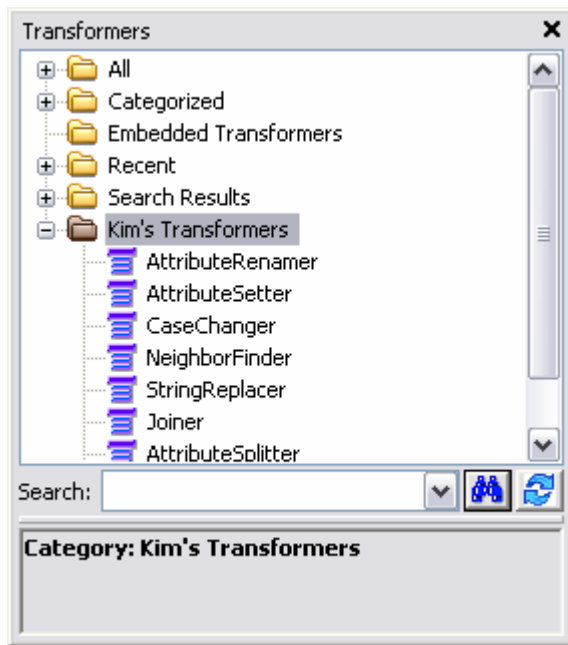 Transformers
All
Categorized
Embedded Transformers
Recent
Search Results
Kim's Transformers
AttributeRenamer
AttributeSetter
CaseChanger
NeighborFinder
StringReplacer
Joiner
AttributeSplitter
Search:
Category: Kim's Transformers